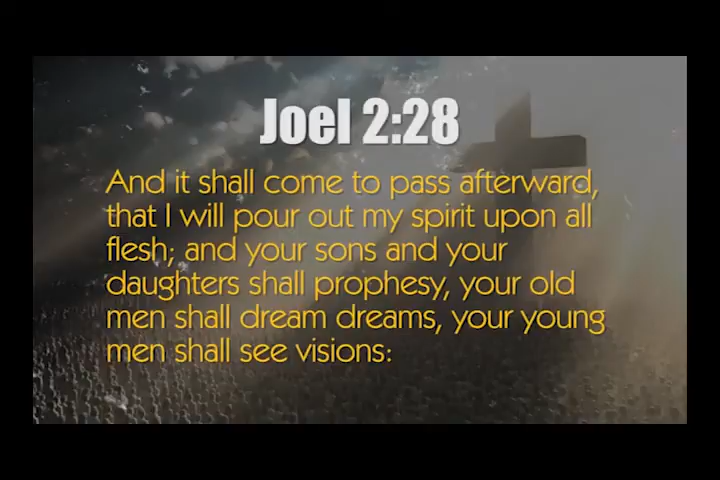 Joel 2:28
And it shall come to pass afterward,
that I will pour out my spirit upon all
flesh; and your sons and your
daughters shall prophesy, your old
men shall dream dreams, your young
men shall see visions: